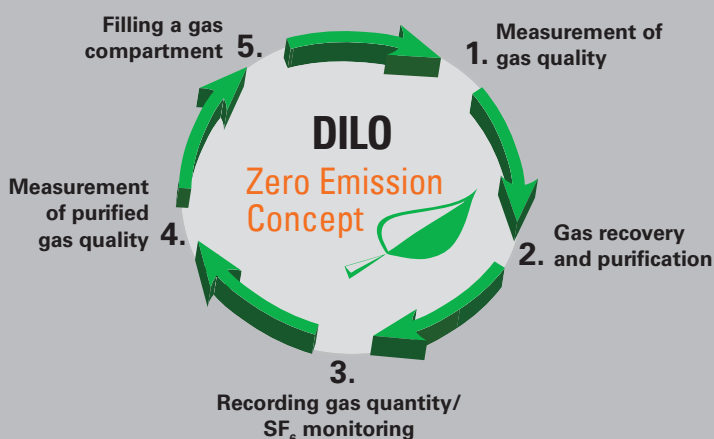 DILO
Zero Emission
Concept
1. Measurement of
gas quality
2. Gas recovery
and purification
3.
Recording gas quantity/
SF₆ monitoring
Measurement
of purified
gas quality 4.
Filling a gas
compartment 5.